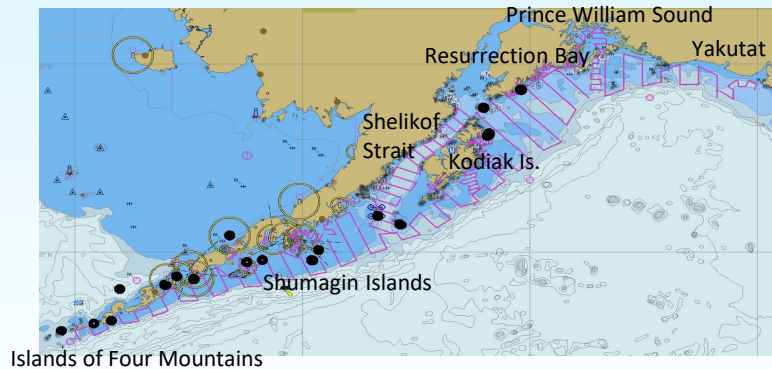 Prince William Sound
Resurrection Bay
Yakutat
Shelikof
Strait
Kodiak Is.
Shumagin Islands
Islands of Four Mountains